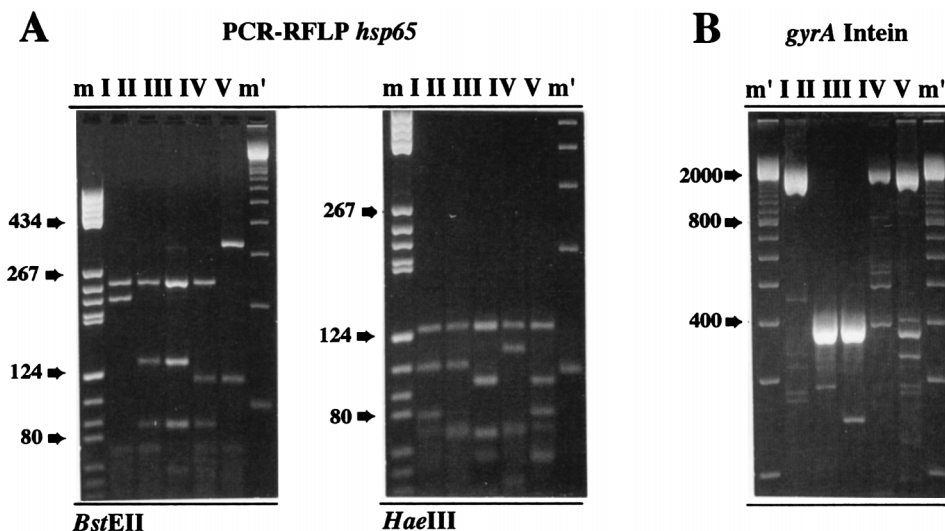 A
PCR-RFLP hsp65
m I II III IV V m'
434
267
124
80
BstEII
m I II III IV V m'
267
124
80
HaeIII
B
gyrA Intein
m' I II III IV V m'
2000
800
400